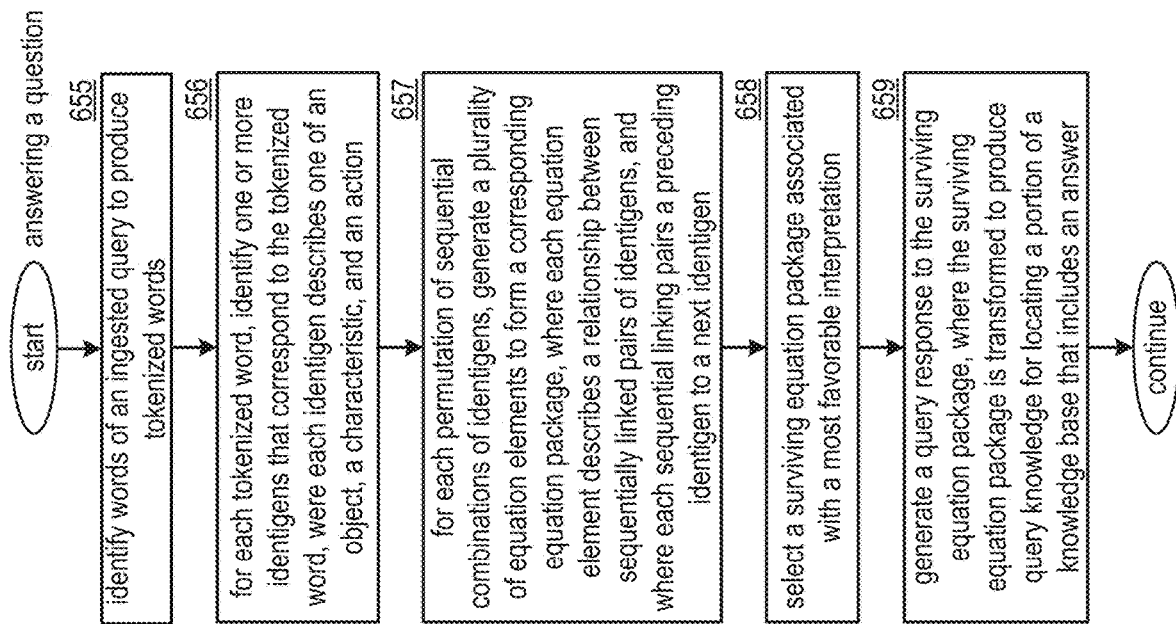 start
answering a question
655
identify words of an ingested query to produce
tokenized words
656
for each tokenized word, identify one or more
identigens that correspond to the tokenized
word, were each identigen describes one of an
object, a characteristic, and an action
657
for each permutation of sequential
combinations of identigens, generate a plurality
of equation elements to form a corresponding
equation package, where each equation
element describes a relationship between
sequentially linked pairs of identigens, and
where each sequential linking pairs a preceding
identigen to a next identigen
658
select a surviving equation package associated
with a most favorable interpretation
659
generate a query response to the surviving
equation package, where the surviving
equation package is transformed to produce
query knowledge for locating a portion of a
knowledge base that includes an answer
continue